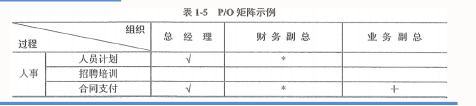 表 1-5 P/O 矩阵示例
组织
过程
总 经 理 财 务 副 总 业 务 副 总
人事 人员计划 √ *
招聘培训
合同支付 √ * +